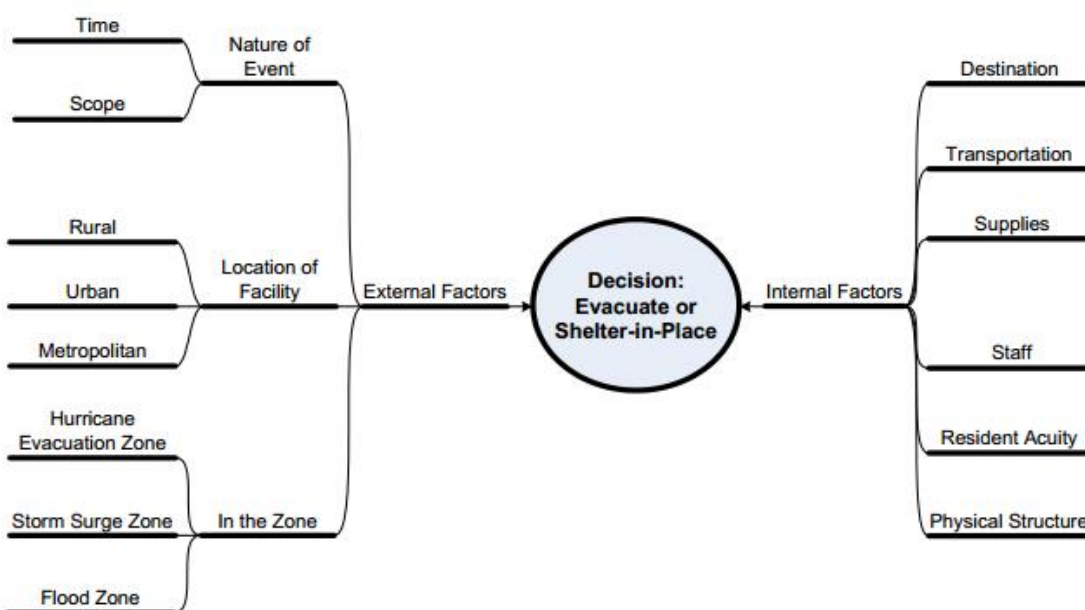 Time
Nature of
Event
Scope
Rural
Location of
Facility
Urban
Metropolitan
External Factors
Hurricane
Evacuation Zone
Storm Surge Zone
In the Zone
Flood Zone
Decision:
Evacuate or
Shelter-in-Place
Internal Factors
Destination
Transportation
Supplies
Staff
Resident Acuity
Physical Structure